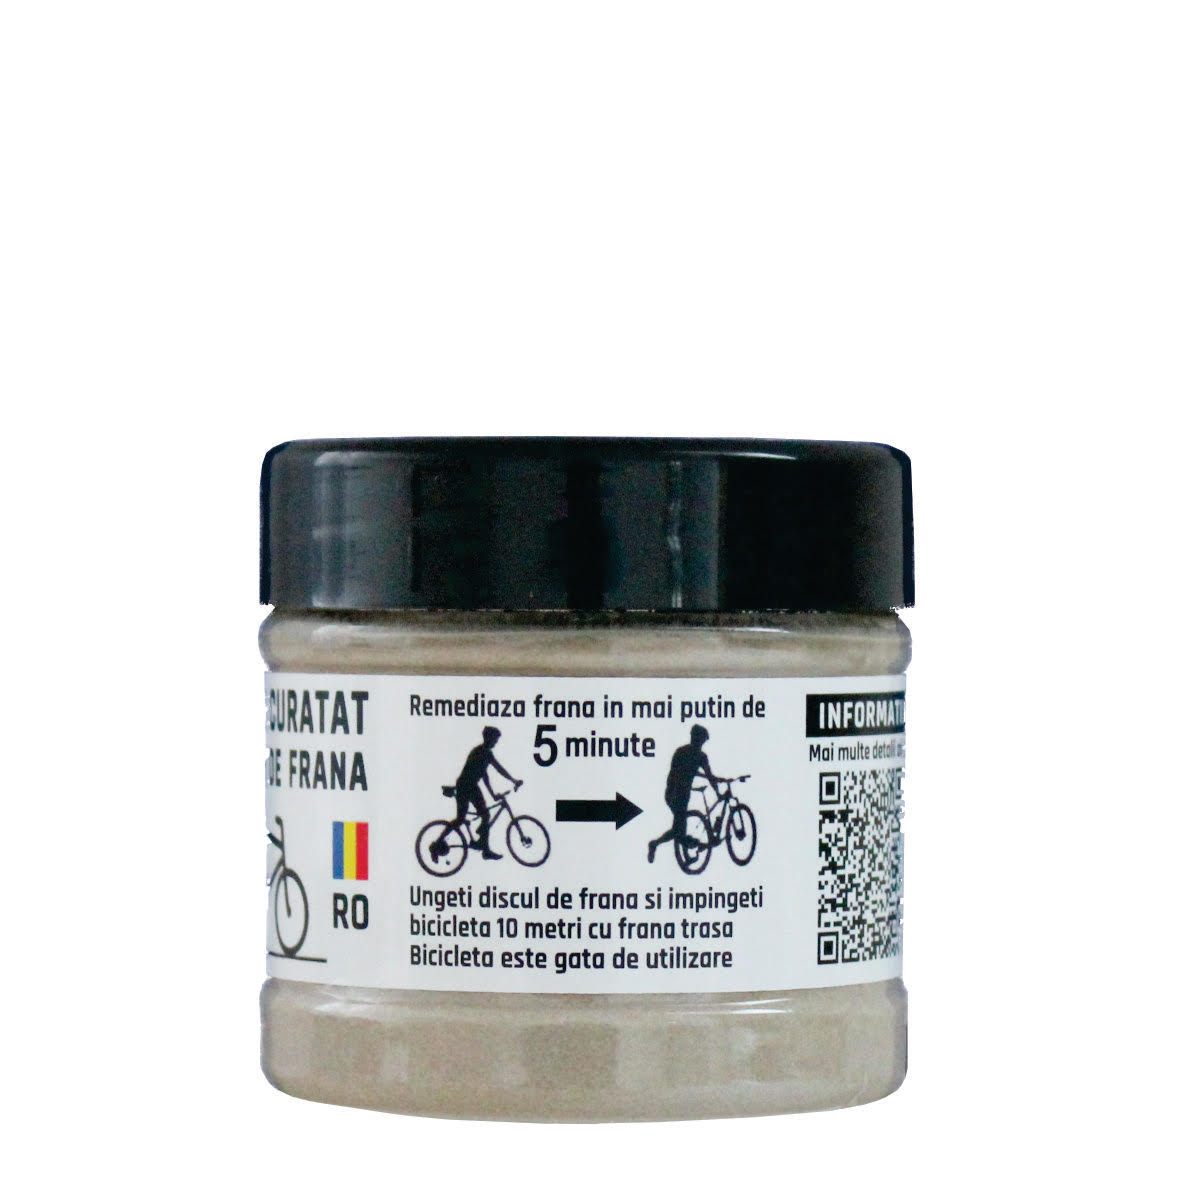 CURATAT
DE FRANA
RO
Remediaza frana in mai putin de
5 minute
Ungeti discul de frana si impingeti
bicicleta 10 metri cu frana trasa
Bicicleta este gata de utilizare
Mai multe detalii